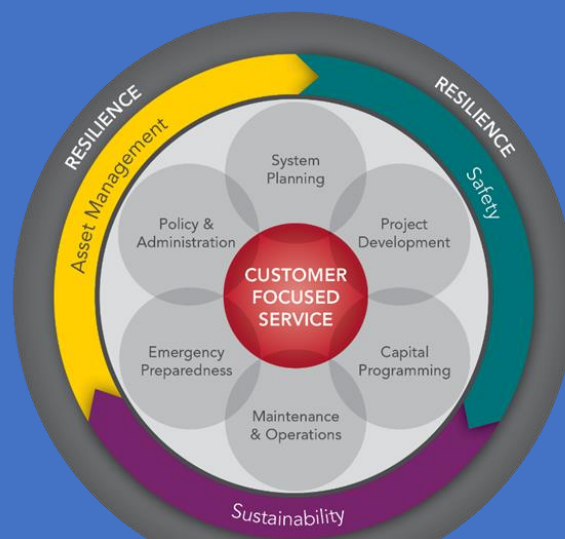 RESILIENCE
RESILIENCE
Asset Management
Safety
Sustainability
System
Planning
Policy &
Administration
Project
Development
CUSTOMER
FOCUSED
SERVICE
Emergency
Preparedness
Capital
Programming
Maintenance
& Operations